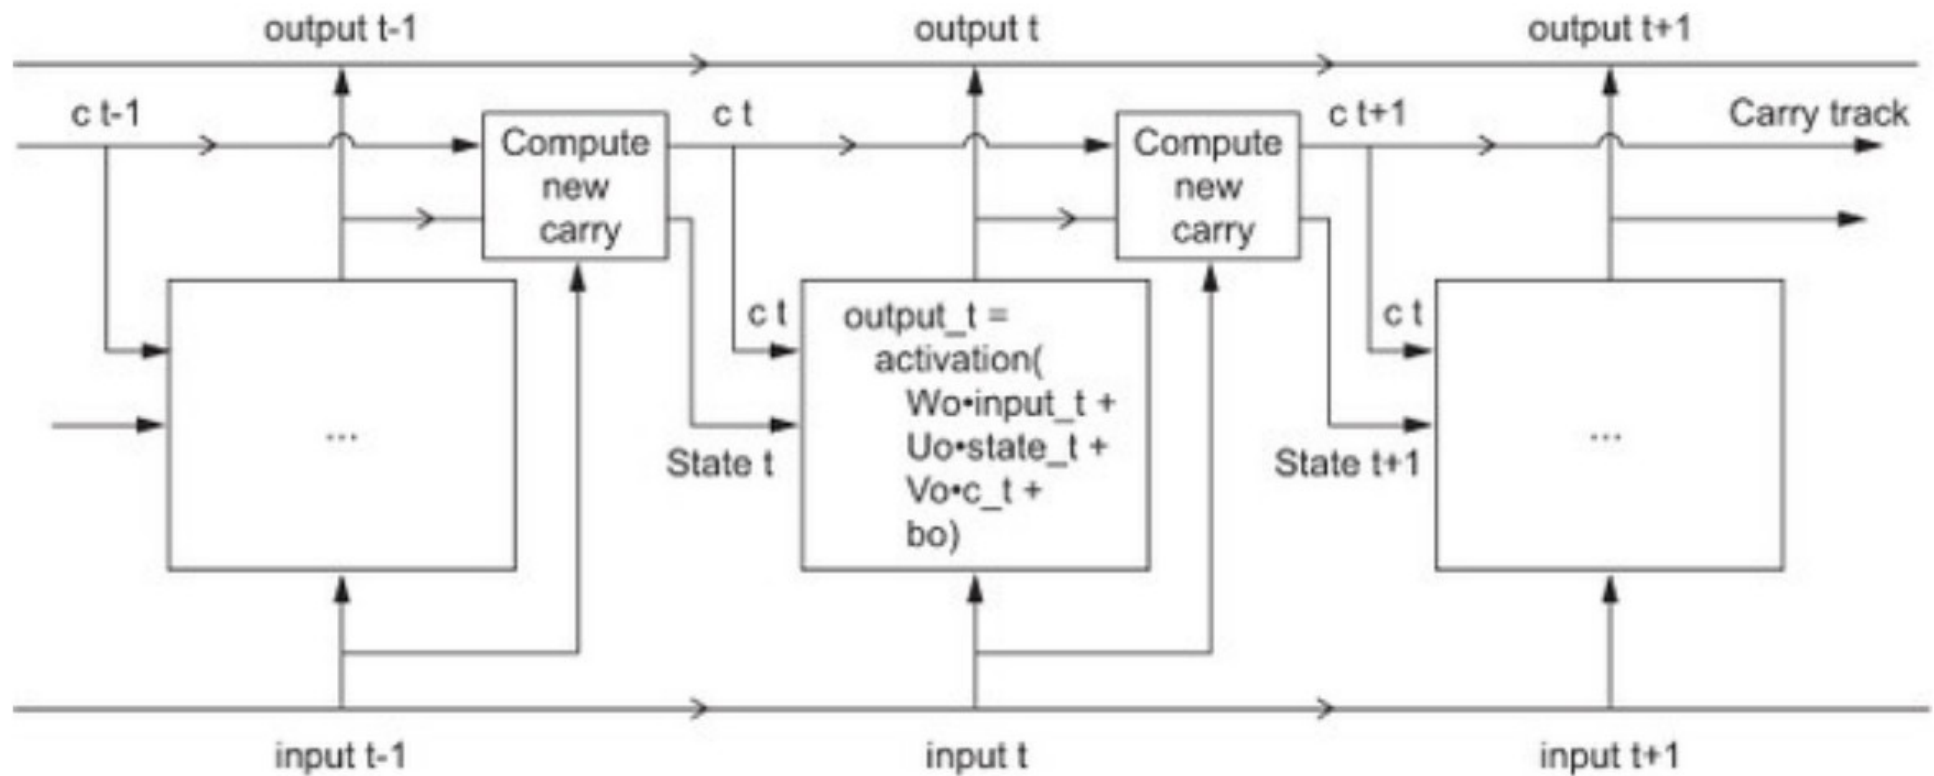 output t-1
output t
output t+1
c t-1
c t
c t+1
Carry track
Compute
new
carry
Compute
new
carry
c t
output_t =
activation(
Wo•input_t +
Uo•state_t +
Vo•c_t +
bo)
c t
...
State t
State t+1
...
input t-1
input t
input t+1